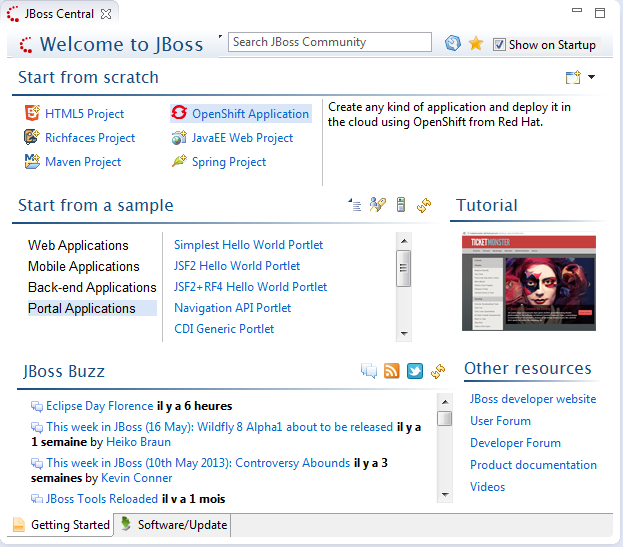 JBoss Central
Welcome to JBoss
Search JBoss Community
Show on Startup
Start from scratch
HTML5 Project
OpenShift Application
Richfaces Project
JavaEE Web Project
Maven Project
Spring Project
Create any kind of application and deploy it in
the cloud using OpenShift from Red Hat.
Start from a sample
Web Applications
Mobile Applications
Back-end Applications
Portal Applications
Simplest Hello World Portlet
JSF2 Hello World Portlet
JSF2+RF4 Hello World Portlet
Navigation API Portlet
CDI Generic Portlet
Tutorial
TICKETMONSTER
JBoss Buzz
Eclipse Day Florence il y a 6 heures
This week in JBoss (16 May): Wildfly 8 Alpha1 about to be released il y a
1 semaine by Heiko Braun
This week in JBoss (10th May 2013): Controversy Abounds il y a 3
semaines by Kevin Conner
JBoss Tools Reloaded il y a 1 mois
Other resources
JBoss developer website
User Forum
Developer Forum
Product documentation
Videos
Getting Started
Software/Update